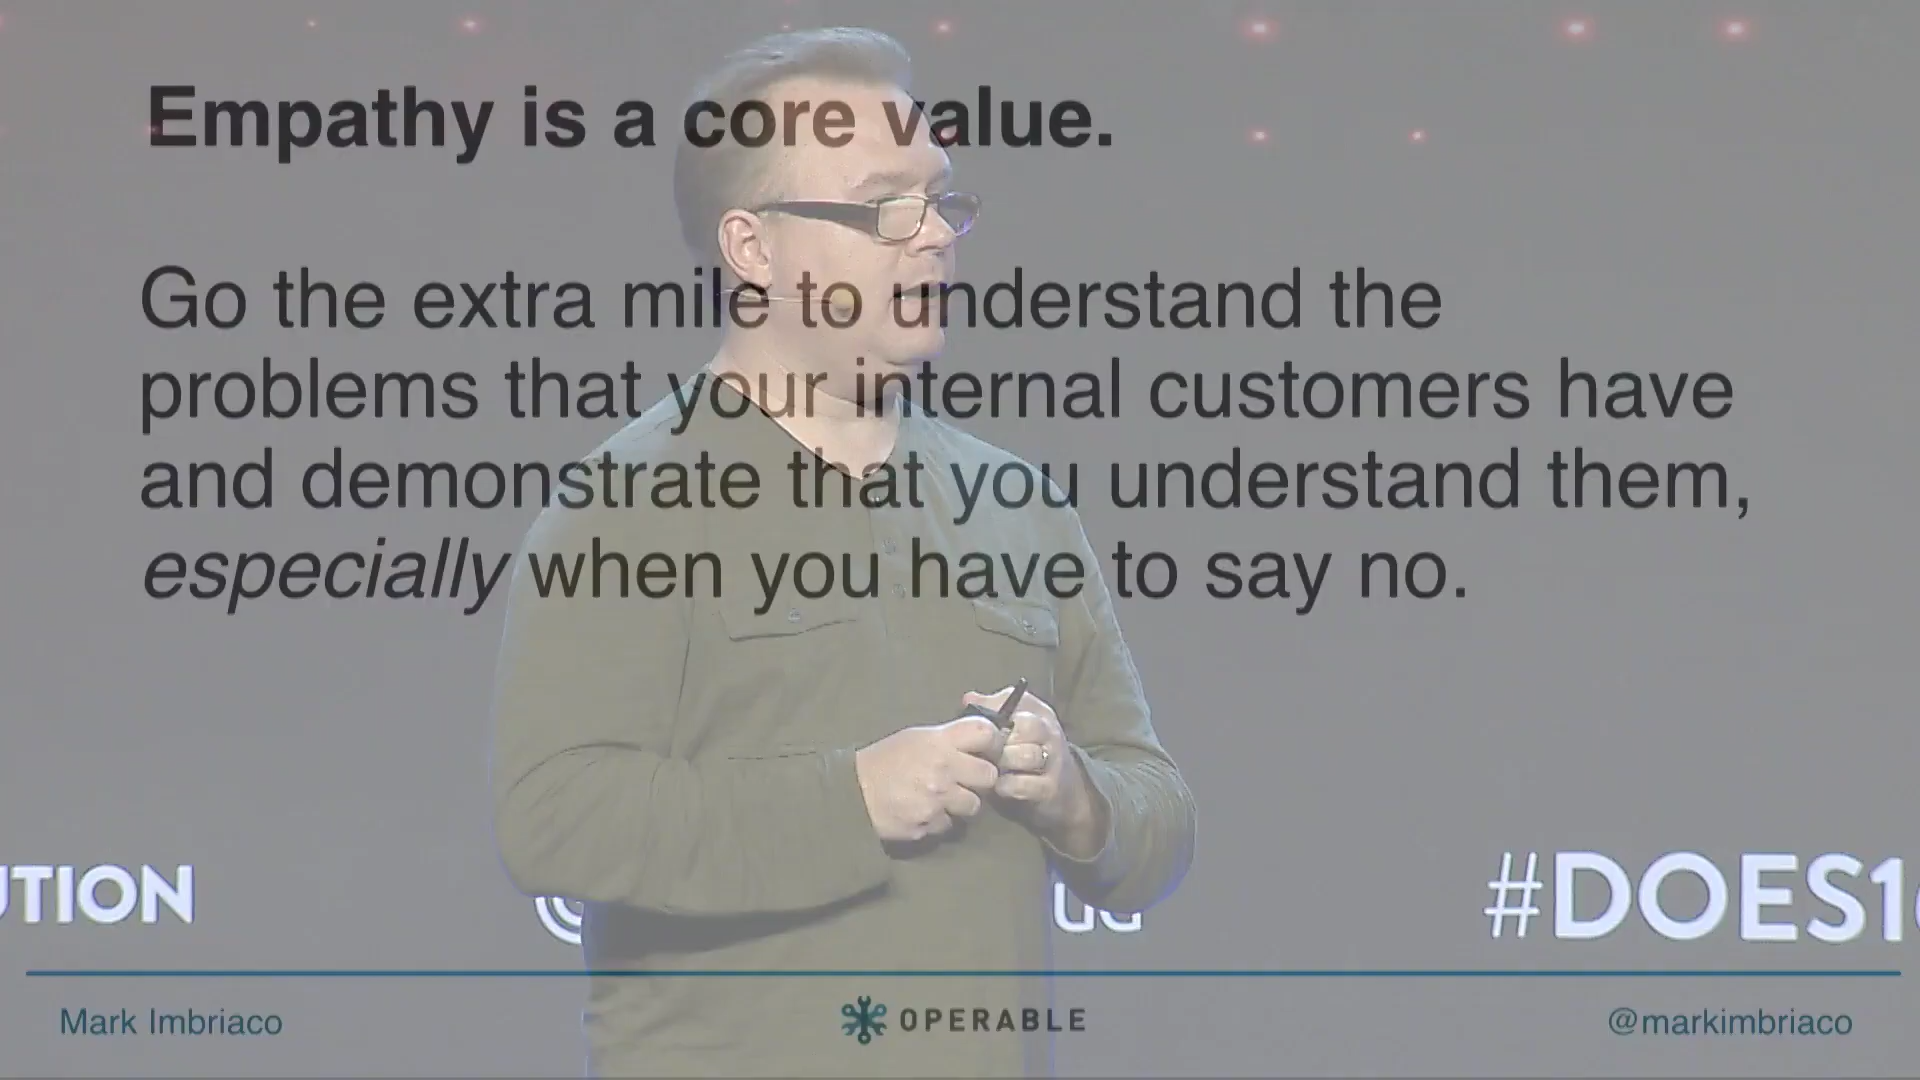 Empathy is a core value.
Go the extra mile to understand the
problems that your internal customers have
and demonstrate that you understand them,
especially when you have to say no.
UTION
#DOES1
Mark Imbriaco
OPERABLE
@markimbriaco